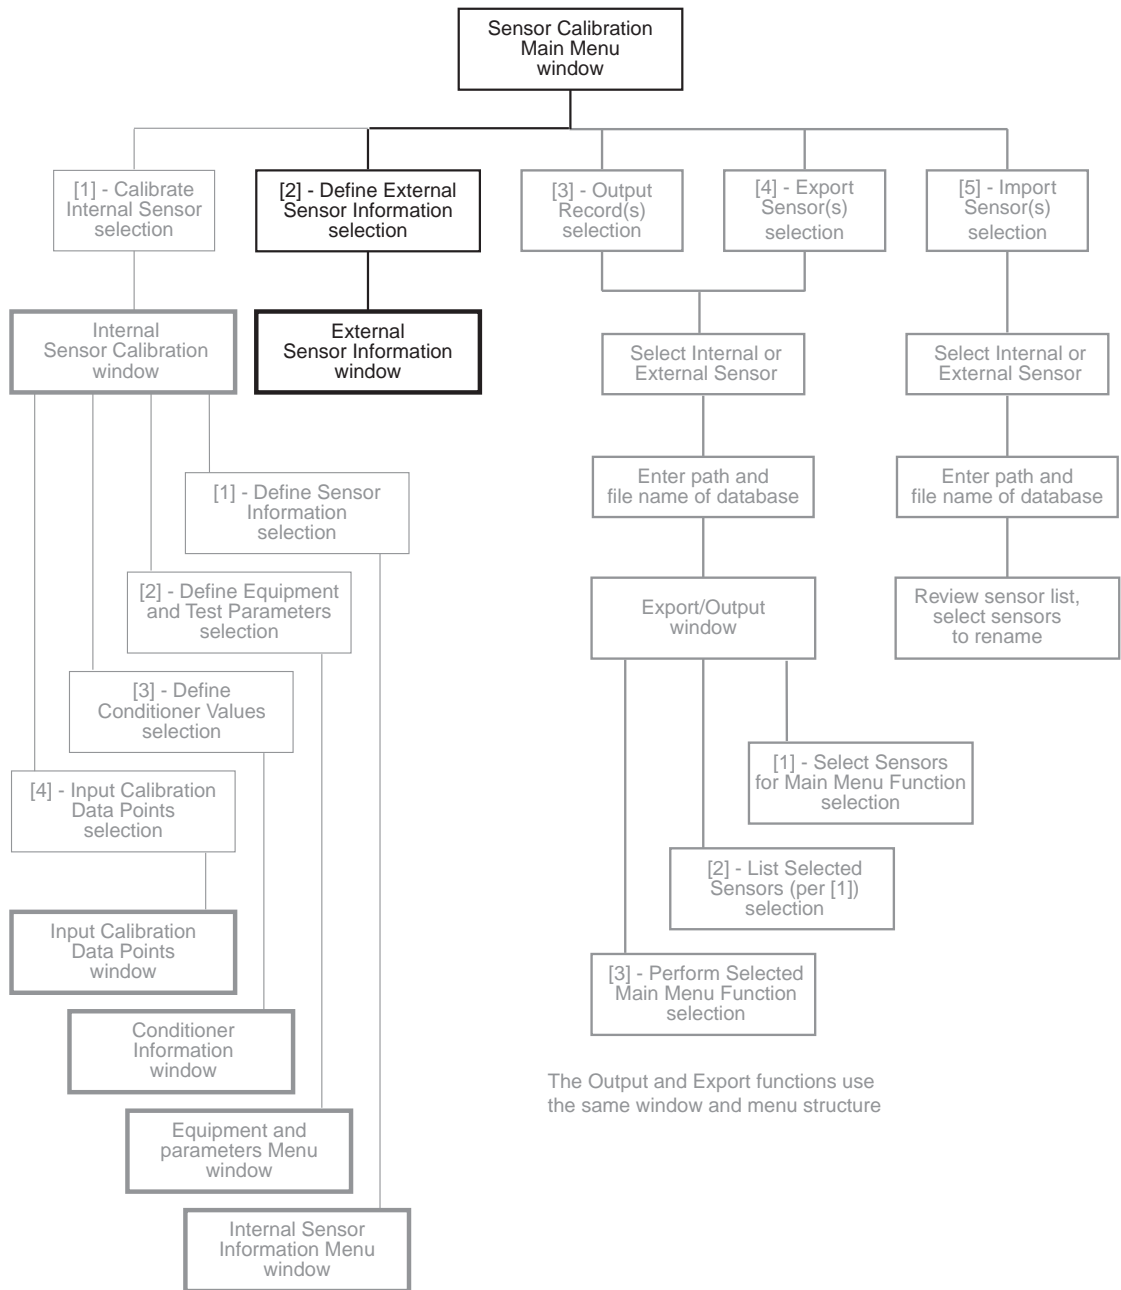 Sensor Calibration
Main Menu
window
[1] - Calibrate
Internal Sensor
selection
[2] - Define External
Sensor Information
selection
[3] - Output
Record(s)
selection
[4] - Export
Sensor(s)
selection
[5] - Import
Sensor(s)
selection
Internal
Sensor Calibration
window
External
Sensor Information
window
Select Internal or
External Sensor
Select Internal or
External Sensor
[1] - Define Sensor
Information
selection
Enter path and
file name of database
Enter path and
file name of database
[2] - Define Equipment
and Test Parameters
selection
Export/Output
window
Review sensor list,
select sensors
to rename
[3] - Define
Conditioner Values
selection
[1] - Select Sensors
for Main Menu Function
selection
[4] - Input Calibration
Data Points
selection
[2] - List Selected
Sensors (per [1])
selection
Input Calibration
Data Points
window
[3] - Perform Selected
Main Menu Function
selection
Conditioner
Information
window
The Output and Export functions use
the same window and menu structure
Equipment and
parameters Menu
window
Internal Sensor
Information Menu
window